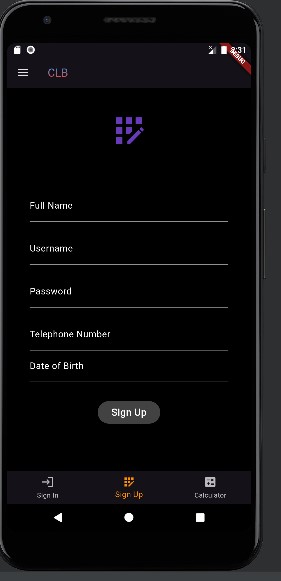 3:31
DEBUG
CLB
Full Name
Username
Password
Telephone Number
Date of Birth
Sign Up
Sign In
Sign Up
Calculator